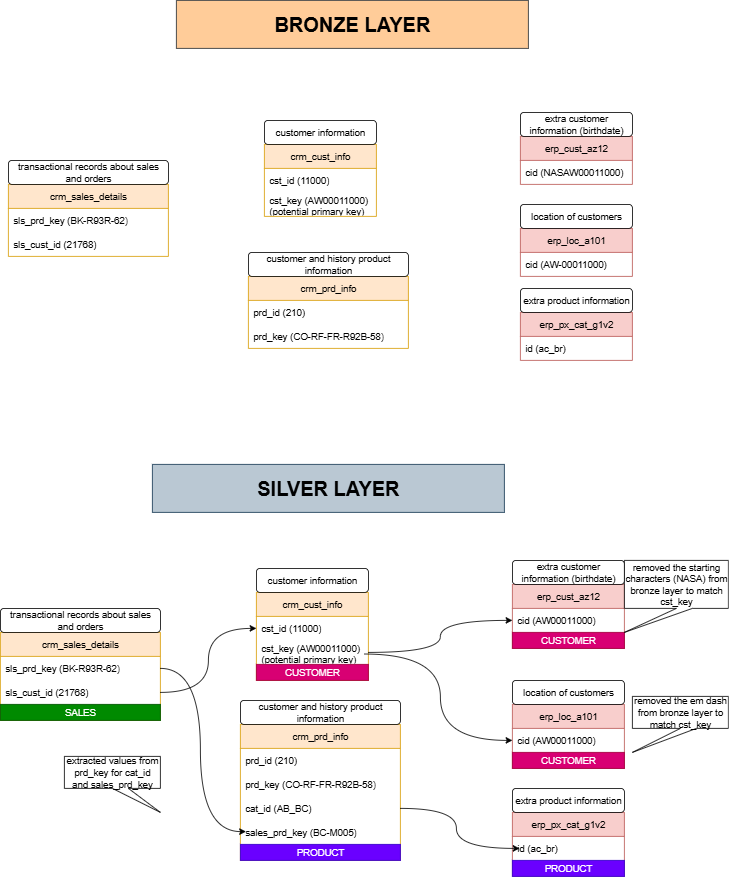 BRONZE LAYER
transactional records about sales
and orders
crm_sales_details
sls_prd_key (BK-R93R-62)
sls_cust_id (21768)
customer information
crm_cust_info
cst_id (11000)
cst_key (AW00011000)
(potential primary key)
customer and history product
information
crm_prd_info
prd_id (210)
prd_key (CO-RF-FR-R92B-58)
extra customer
information (birthdate)
erp_cust_az12
cid (NASAW00011000)
location of customers
erp_loc_a101
cid (AW-00011000)
extra product information
erp_px_cat_g1v2
id (ac_br)
SILVER LAYER
transactional records about sales
and orders
crm_sales_details
sls_prd_key (BK-R93R-62)
sls_cust_id (21768)
SALES
extracted values from
prd_key for cat_id
and sales_prd_key
customer information
crm_cust_info
cst_id (11000)
cst_key (AW00011000)
(potential primary key)
CUSTOMER
customer and history product
information
crm_prd_info
prd_id (210)
prd_key (CO-RF-FR-R92B-58)
cat_id (AB_BC)
sales_prd_key (BC-M005)
PRODUCT
extra customer
information (birthdate)
erp_cust_az12
cid (AW00011000)
CUSTOMER
removed the starting
characters (NASA) from
bronze layer to match
cst_key
location of customers
erp_loc_a101
cid (AW00011000)
CUSTOMER
removed the em dash
from bronze layer to
match cst_key
extra product information
erp_px_cat_g1v2
id (ac_br)
PRODUCT